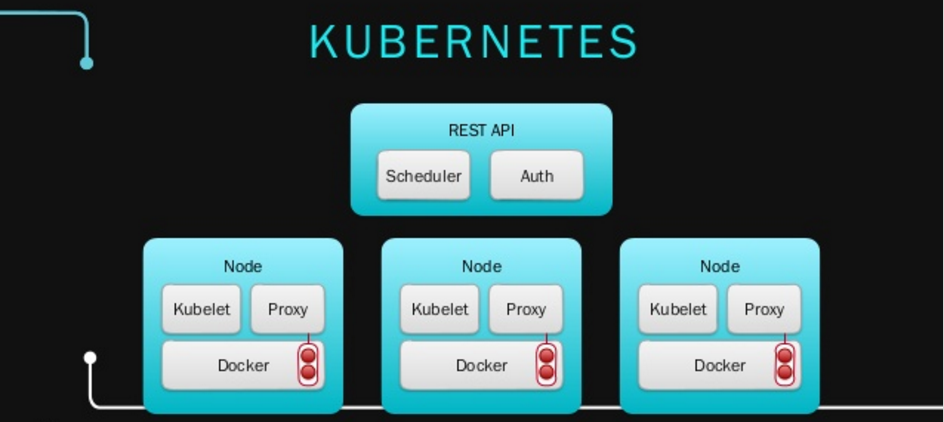 KUBERNETES
REST API
Scheduler Auth
Node
Kubelet Proxy
Docker
Node
Kubelet Proxy
Docker
Node
Kubelet Proxy
Docker